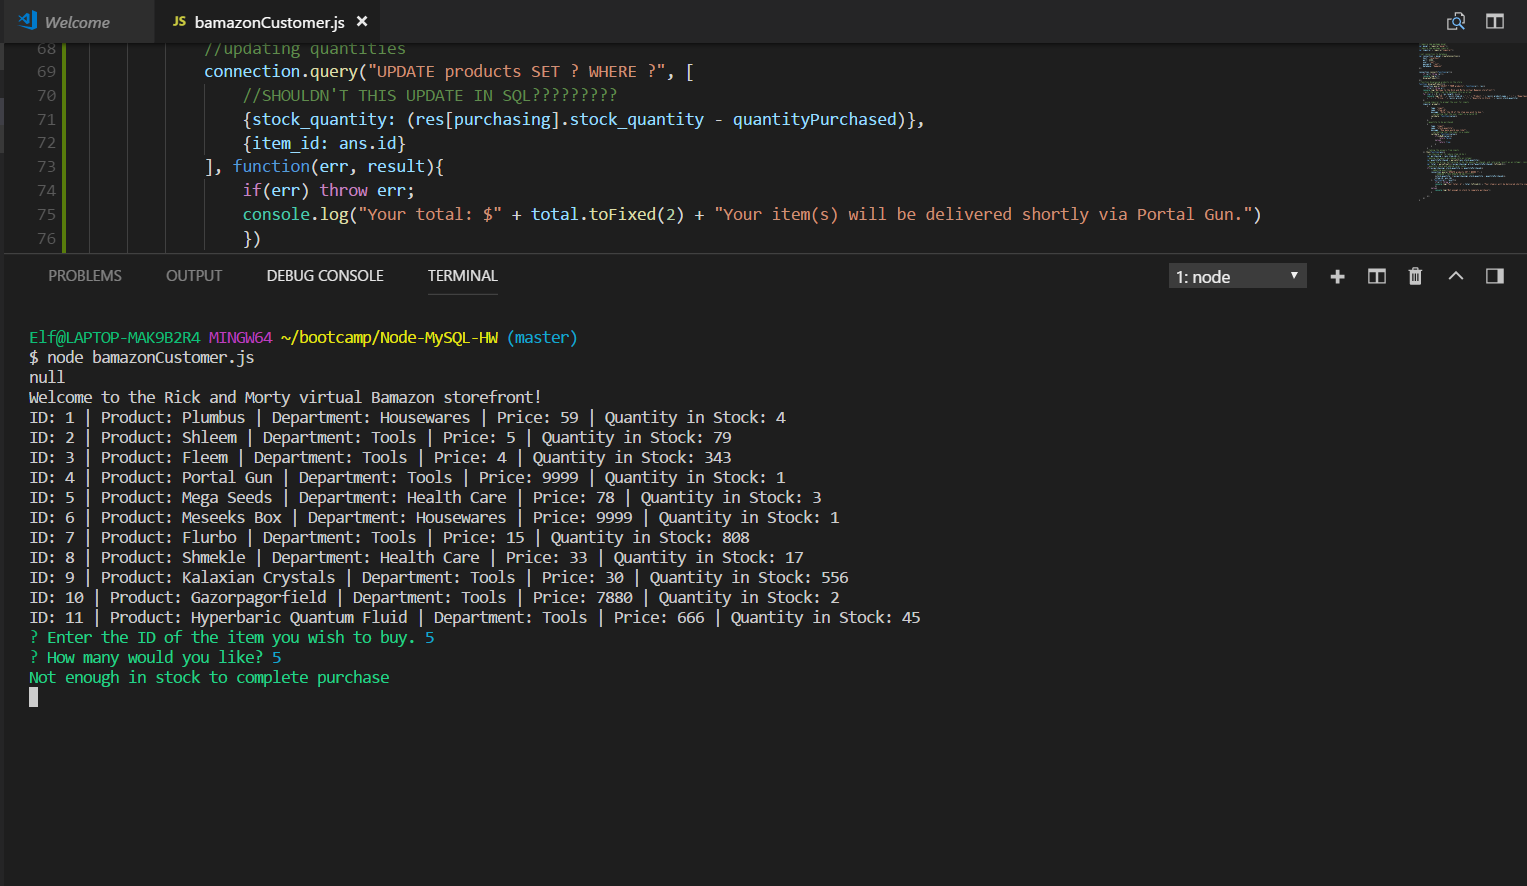 Welcome
JS bamazonCustomer.js ×
68 //updating quantities
69 connection.query("UPDATE products SET ? WHERE ?", [
70 //SHOULDN'T THIS UPDATE IN SQL?????????
71 {stock_quantity: (res[purchasing].stock_quantity - quantityPurchased)},
72 {item_id: ans.id}
73 ], function(err, result){
74 if(err) throw err;
75 console.log("Your total: $" + total.toFixed(2) + "Your item(s) will be delivered shortly via Portal Gun.")
76 })
PROBLEMS OUTPUT DEBUG CONSOLE TERMINAL 1: node
Elf@LAPTOP-MAK9B2R4 MINGW64 ~/bootcamp/Node-MySQL-HW (master)
$ node bamazonCustomer.js
null
Welcome to the Rick and Morty virtual Bamazon storefront!
ID: 1 | Product: Plumbus | Department: Housewares | Price: 59 | Quantity in Stock: 4
ID: 2 | Product: Shleem | Department: Tools | Price: 5 | Quantity in Stock: 79
ID: 3 | Product: Fleem | Department: Tools | Price: 4 | Quantity in Stock: 343
ID: 4 | Product: Portal Gun | Department: Tools | Price: 9999 | Quantity in Stock: 1
ID: 5 | Product: Mega Seeds | Department: Health Care | Price: 78 | Quantity in Stock: 3
ID: 6 | Product: Meseeks Box | Department: Housewares | Price: 9999 | Quantity in Stock: 1
ID: 7 | Product: Flurbo | Department: Tools | Price: 15 | Quantity in Stock: 808
ID: 8 | Product: Shmekle | Department: Health Care | Price: 33 | Quantity in Stock: 17
ID: 9 | Product: Kalaxian Crystals | Department: Tools | Price: 30 | Quantity in Stock: 556
ID: 10 | Product: Gazorpagorfield | Department: Tools | Price: 7880 | Quantity in Stock: 2
ID: 11 | Product: Hyperbaric Quantum Fluid | Department: Tools | Price: 666 | Quantity in Stock: 45
? Enter the ID of the item you wish to buy. 5
? How many would you like? 5
Not enough in stock to complete purchase